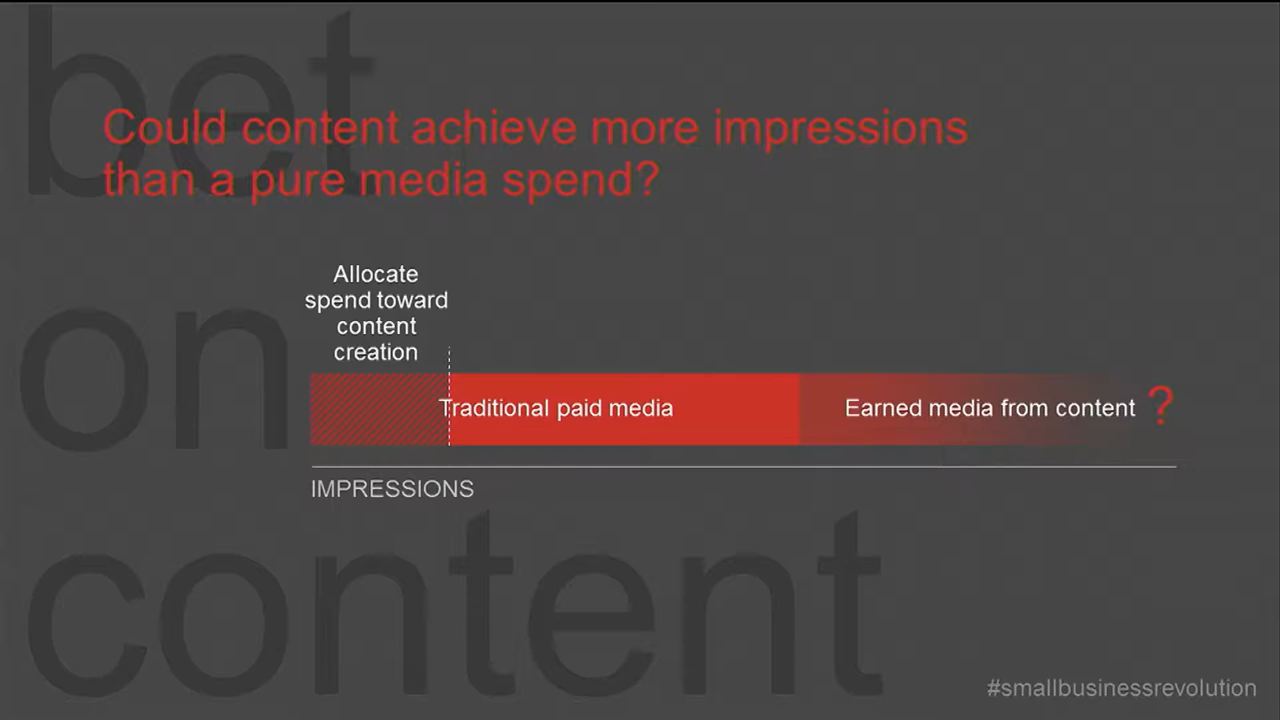 bet
on
content
Could content achieve more impressions
than a pure media spend?
Allocate
spend toward
content
creation
Traditional paid media
Earned media from content ?
IMPRESSIONS
#smallbusinessrevolution